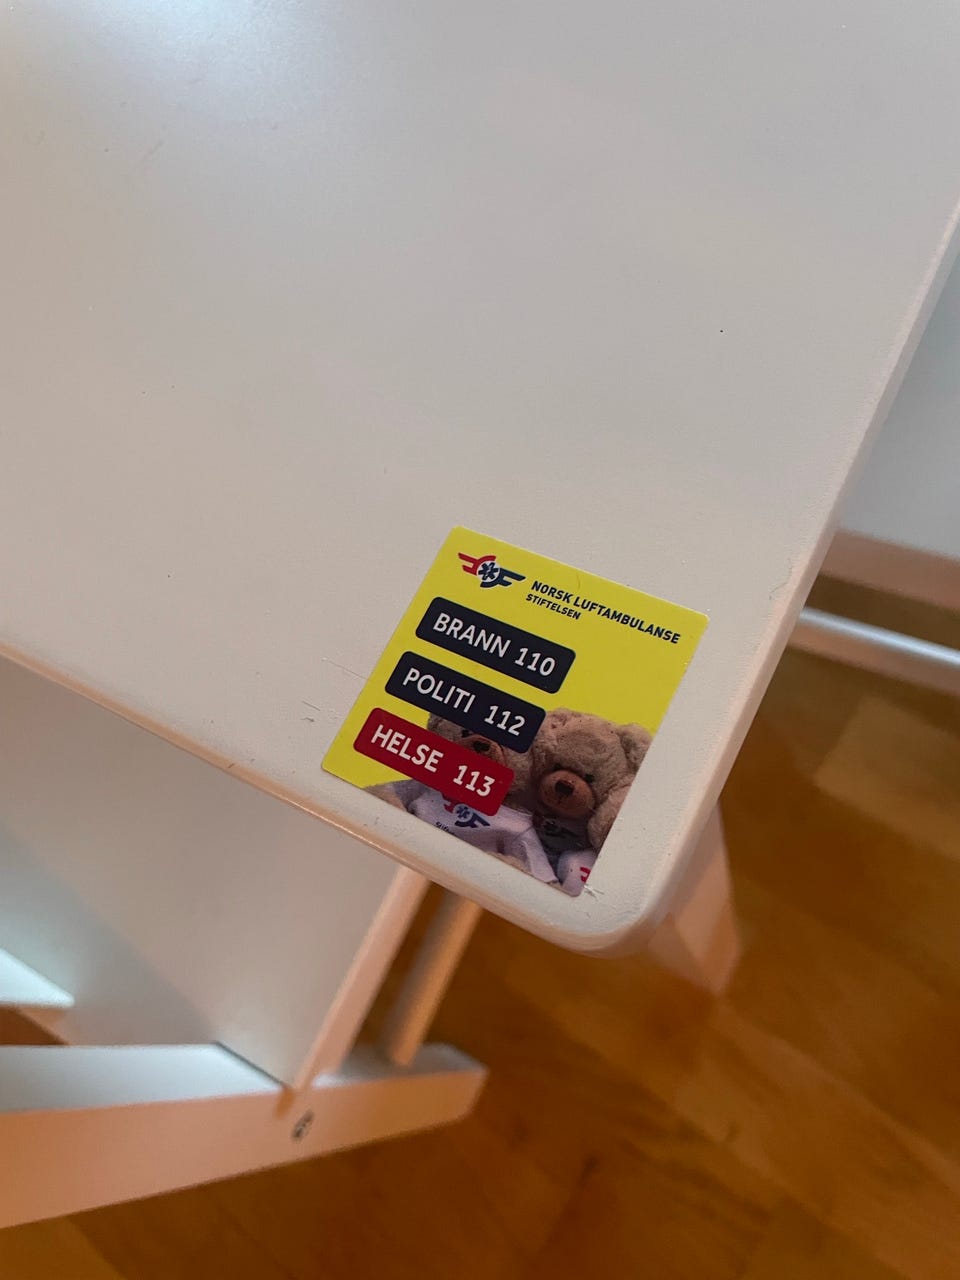 NORSK LUFTAMBULANSE
STIFTELSEN
BRANN 110
POLITI 112
HELSE 113